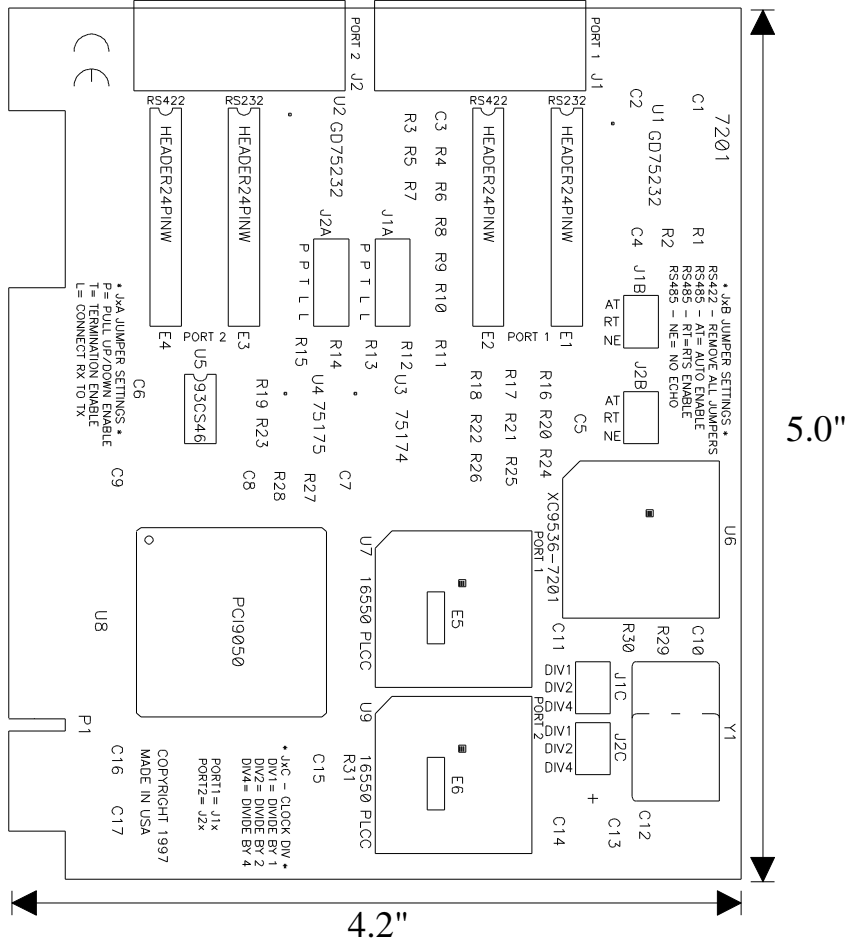 PORT 2
J2
PORT 1
J1
RS422
RS232
RS422
RS232
HEADER24PINW
HEADER24PINW
HEADER24PINW
HEADER24PINW
U2 GD75232
U1 GD75232
7201
C1
C2
C3
R3
R4
R5
R6
R7
R8
R9
R10
R1
R2
C4
J2A
P P T L L
J1A
P P T L L
J1B
AT
RT
NE
J2B
AT
RT
NE
* JxB JUMPER SETTINGS *
RS422 - REMOVE ALL JUMPERS
RS485 - AT= AUTO ENABLE
RS485 - RT=RTS ENABLE
RS485 - NE= NO ECHO
* JxA JUMPER SETTINGS *
P= PULL UP/DOWN ENABLE
T= TERMINATION ENABLE
L= CONNECT RX TO TX
E4
PORT 2
E3
E2
PORT 1
E1
R15
R14
R13
R12
R11
U5
93CS46
C6
R19
R23
U4 75175
U3 75174
R18
R22
R26
R17
R21
R25
R16
R20
R24
C5
C9
C8
R28
R27
C7
XC9536-7201
U6
U7
16550 PLCC
PORT 1
E5
PCI9050
U8
C11
R30
R29
C10
DIV1
DIV2
DIV4
J1C
DIV1
DIV2
DIV4
J2C
Y1
U9
16550 PLCC
PORT 2
E6
R31
C15
P1
C16
C17
COPYRIGHT 1997
MADE IN USA
PORT1= J1x
PORT2= J2x
* JxC - CLOCK DIV *
DIV1= DIVIDE BY 1
DIV2= DIVIDE BY 2
DIV4= DIVIDE BY 4
+
C14
C13
C12
5.0"
4.2"